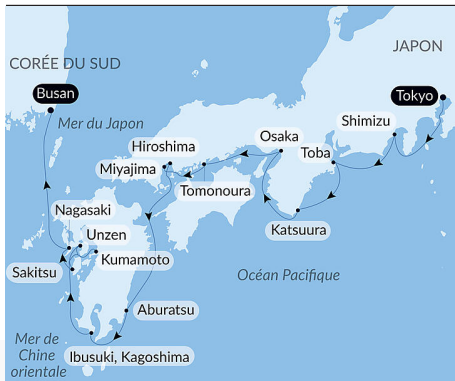 CORÉE DU SUD
JAPON
Busan
Tokyo
Mer du Japon
Shimizu
Hiroshima
Osaka
Toba
Miyajima
Tomonoura
Nagasaki
Katsuura
Unzen
Kumamoto
Sakitsu
Océan Pacifique
Aburatsu
Mer de
Chine
orientale
Ibusuki, Kagoshima